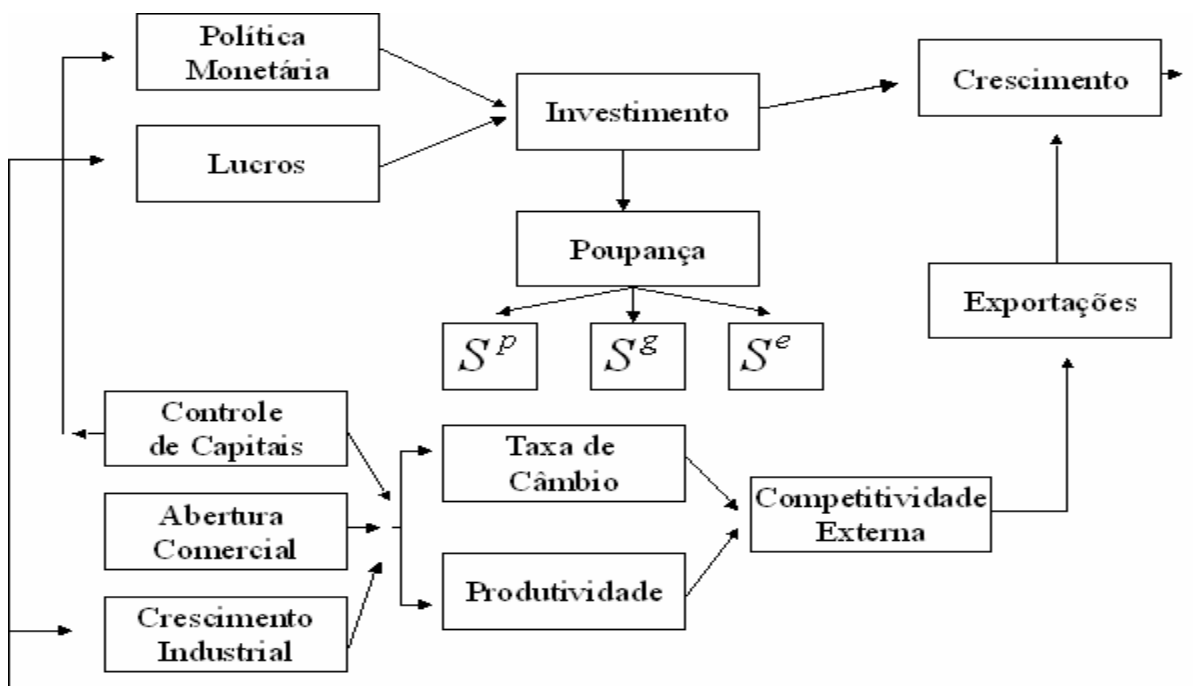 Política
Monetária
Crescimento
Investimento
Lucros
Poupança
Exportações
S^p
S^g
S^e
Controle
de Capitais
Taxa de
Câmbio
Competitividade
Externa
Abertura
Comercial
Produtividade
Crescimento
Industrial